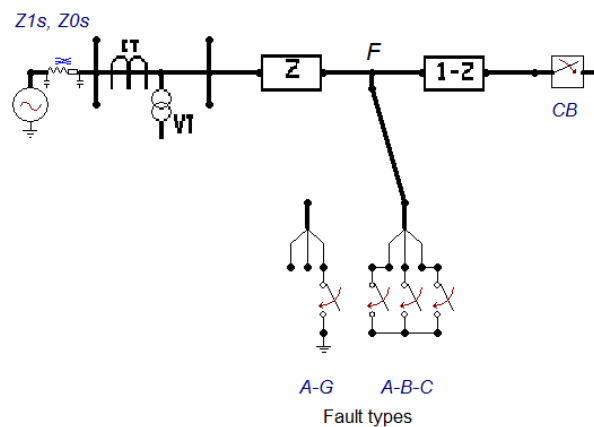 Z1s, Z0s
CT
VT
Z
F
1-Z
CB
A-G
A-B-C
Fault types